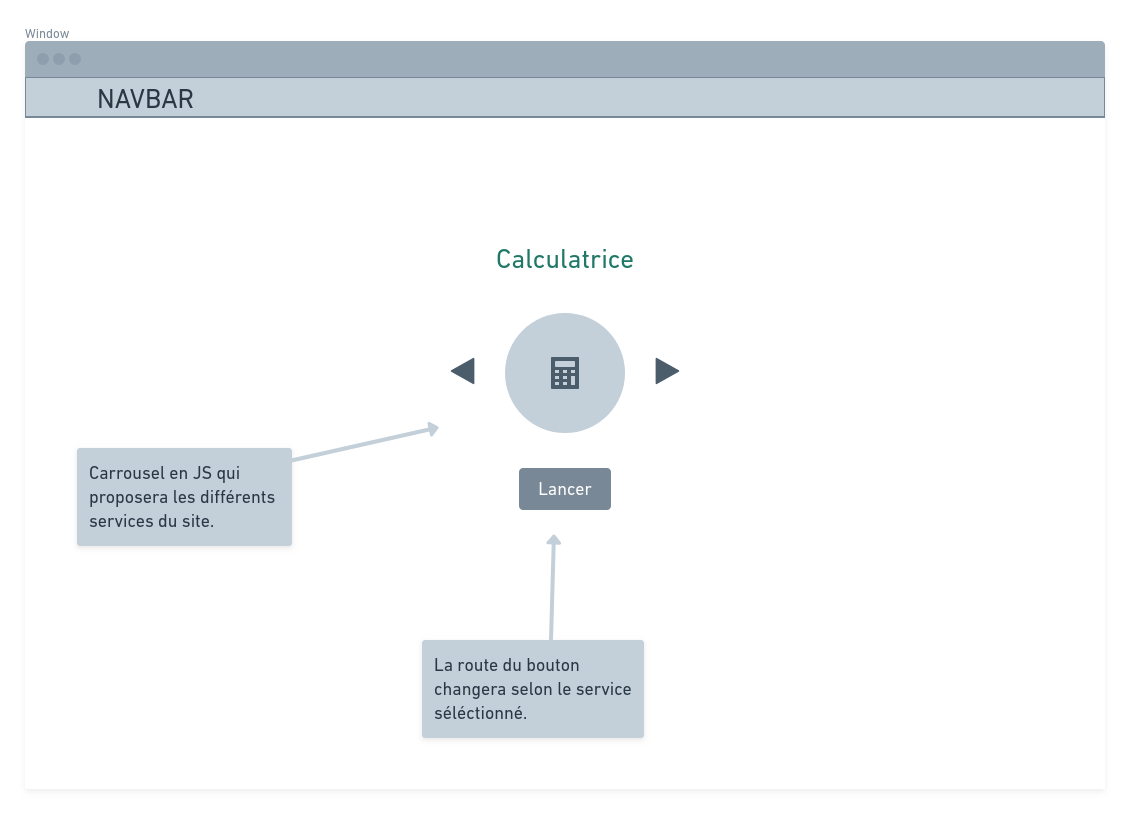 Window
NAVBAR
Calculatrice
Carrousel en JS qui
proposera les différents
services du site.
Lancer
La route du bouton
changera selon le service
séléctionné.